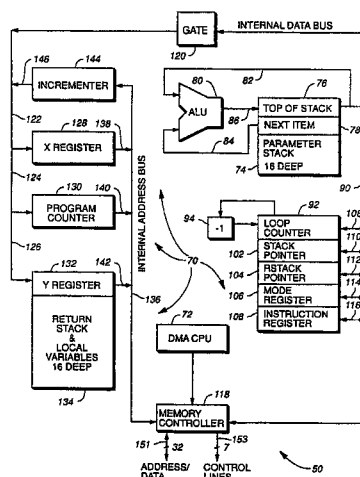 INTERNAL DATA BUS
GATE
120
146
144
INCREMENTER
122
128
138
X REGISTER
124
130
140
PROGRAM
COUNTER
126
132
142
Y REGISTER
RETURN
STACK
&
LOCAL
VARIABLES
16 DEEP
134
INTERNAL ADDRESS BUS
136
70
80
82
76
ALU
86
84
TOP OF STACK
NEXT ITEM
PARAMETER
STACK
16 DEEP
74
78
90
92
94
-1
LOOP
COUNTER
STACK
POINTER
RSTACK
POINTER
MODE
REGISTER
INSTRUCTION
REGISTER
102
104
106
108
110
112
114
116
72
DMA CPU
118
MEMORY
CONTROLLER
151
32
153
7
ADDRESS/
DATA
CONTROL
LINES
50